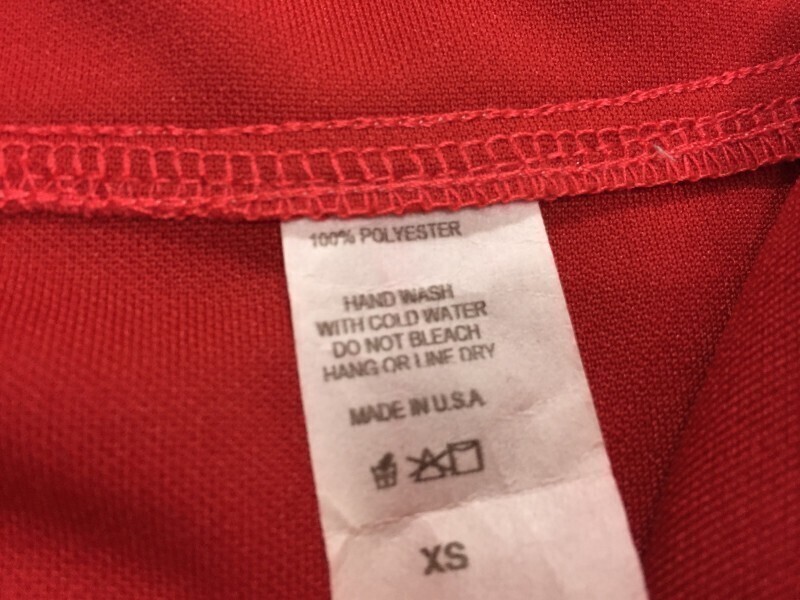 100% POLYESTER
HAND WASH
WITH COLD WATER
DO NOT BLEACH
HANG OR LINE DRY
MADE IN U.S.A
XS